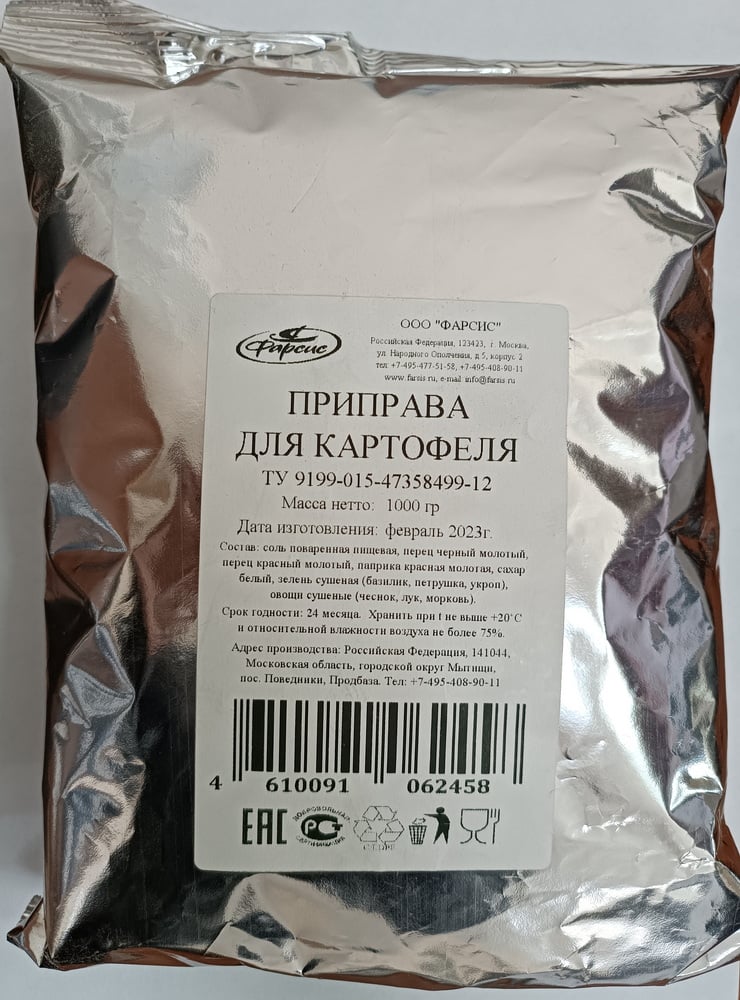 Фарсис
ООО "ФАРСИС"
Российская Федерация, 123423, г. Москва,
ул. Народного Ополчения, д.5, корпус 2
тел: +7-495-477-51-58, +7-495-408-90-11
www.farsis.ru, e-mail: info@farsis.ru
ПРИПРАВА
ДЛЯ КАРТОФЕЛЯ
ТУ 9199-015-47358499-12
Масса нетто: 1000 гр
Дата изготовления: февраль 2023г.
Состав: соль поваренная пищевая, перец черный молотый,
перец красный молотый, паприка красная молотая, сахар
белый, зелень сушеная (базилик, петрушка, укроп),
овощи сушеные (чеснок, лук, морковь).
Срок годности: 24 месяца. Хранить при t не выше +20°С
и относительной влажности воздуха не более 75%.
Адрес производства: Российская Федерация, 141044,
Московская область, городской округ Мытищи,
пос. Поведники, Продбаза. Тел: +7-495-408-90-11
4 610091 062458
ЕАС
ДОБРОВОЛЬНАЯ
РСТ
СЕРТИФИКАЦИЯ